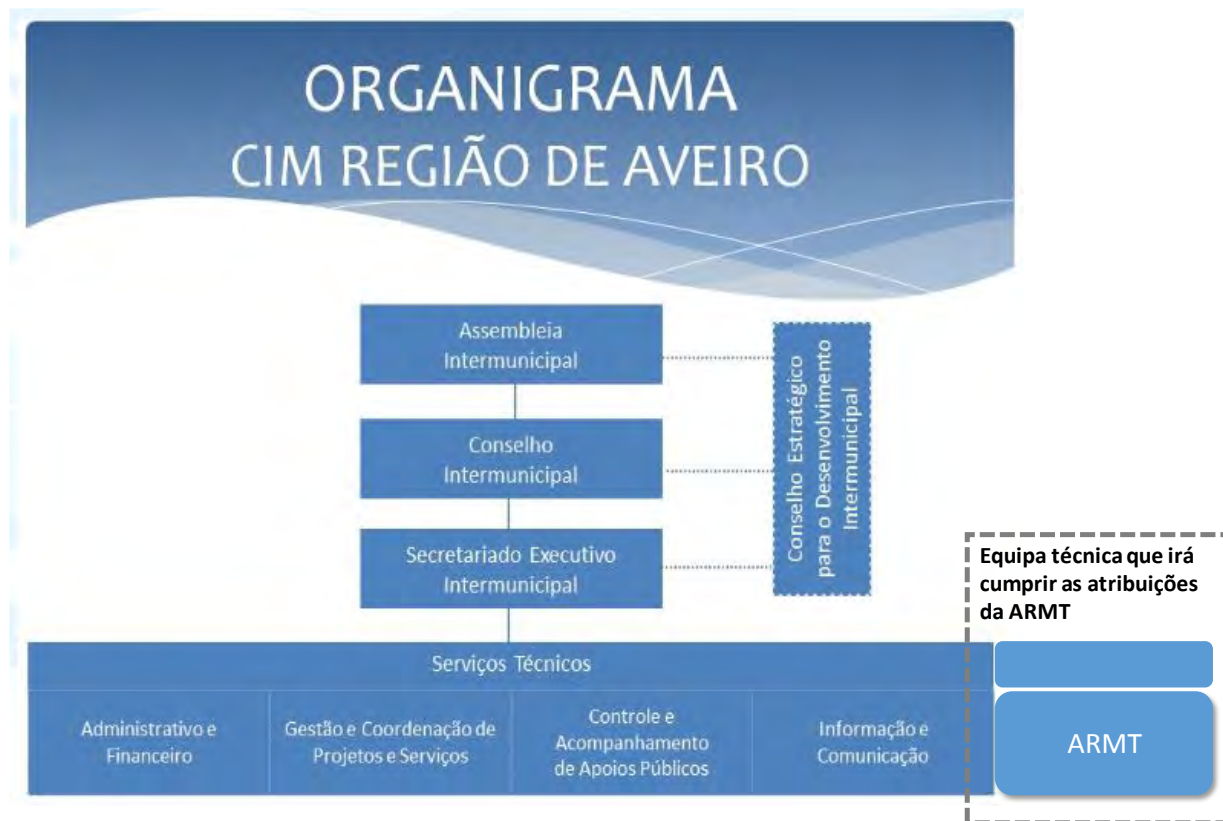 ORGANIGRAMA
CIM REGIÃO DE AVEIRO
Assembleia
Intermunicipal
Conselho
Intermunicipal
Secretariado Executivo
Intermunicipal
Conselho Estratégico
para o Desenvolvimento
Intermunicipal
Equipa técnica que irá
cumprir as atribuições
da ARMT
Serviços Técnicos
Administrativo e
Financeiro
Gestão e Coordenação de
Projetos e Serviços
Controle e
Acompanhamento
de Apoios Públicos
Informação e
Comunicação
ARMT